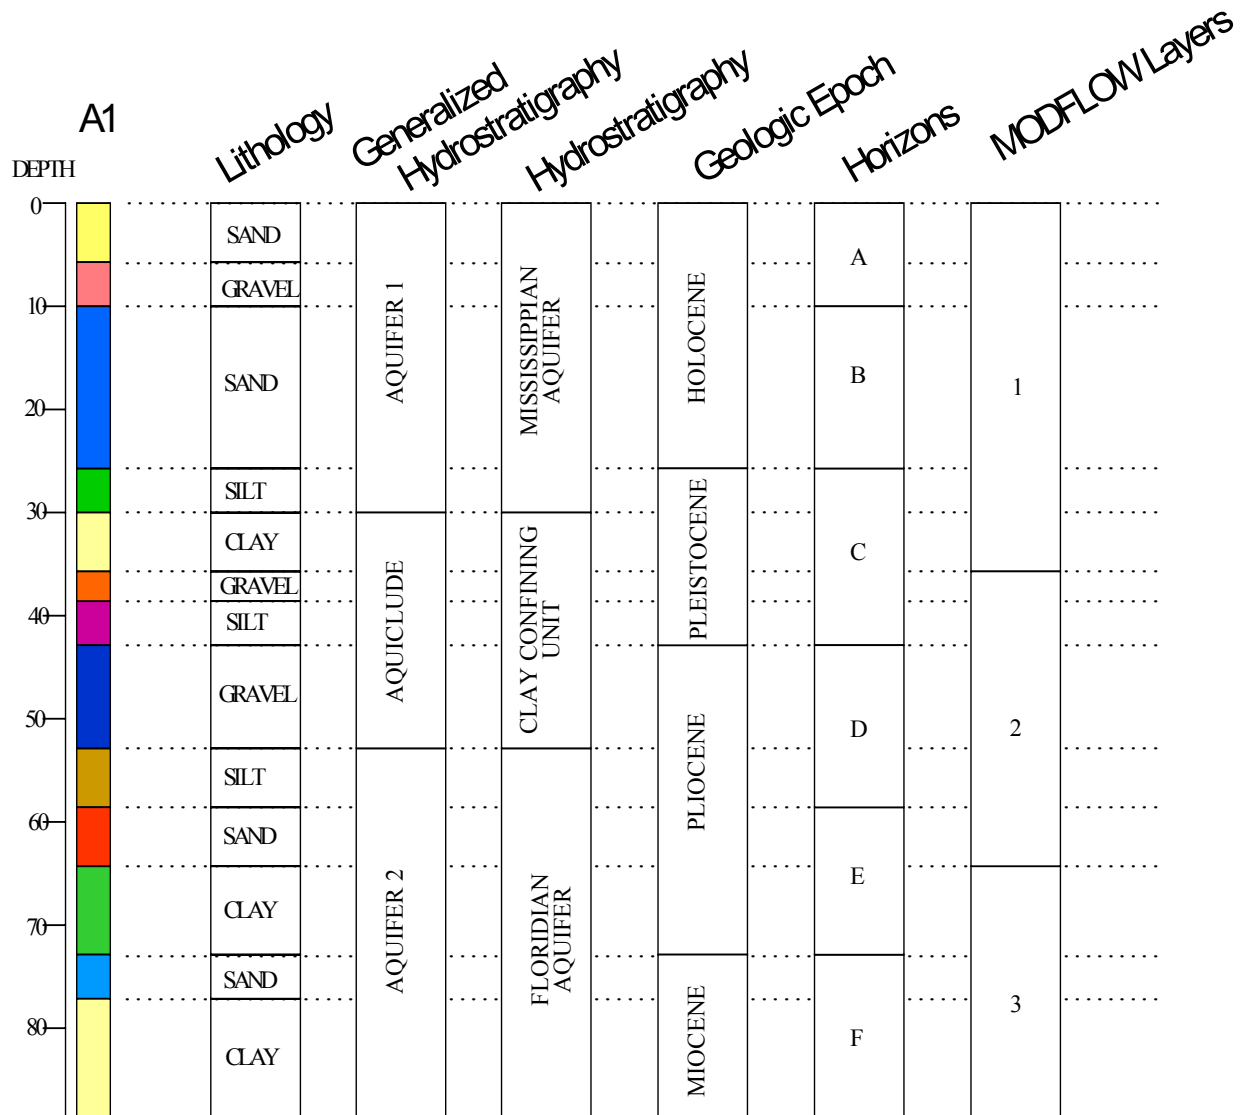 A1
Lithology
Generalized
Hydrostratigraphy
Hydrostratigraphy
Geologic Epoch
Horizons
MODFLOW Layers
DEPTH
0
10
20
30
40
50
60
70
80
SAND
GRAVEL
SAND
SILT
CLAY
GRAVEL
SILT
GRAVEL
SILT
SAND
CLAY
SAND
CLAY
AQUIFER 1
AQUICLUDE
AQUIFER 2
MISSISSIPPIAN
AQUIFER
CLAY CONFINING
UNIT
FLORIDIAN
AQUIFER
HOLOCENE
PLEISTOCENE
PLIOCENE
MIOCENE
A
B
C
D
E
F
1
2
3